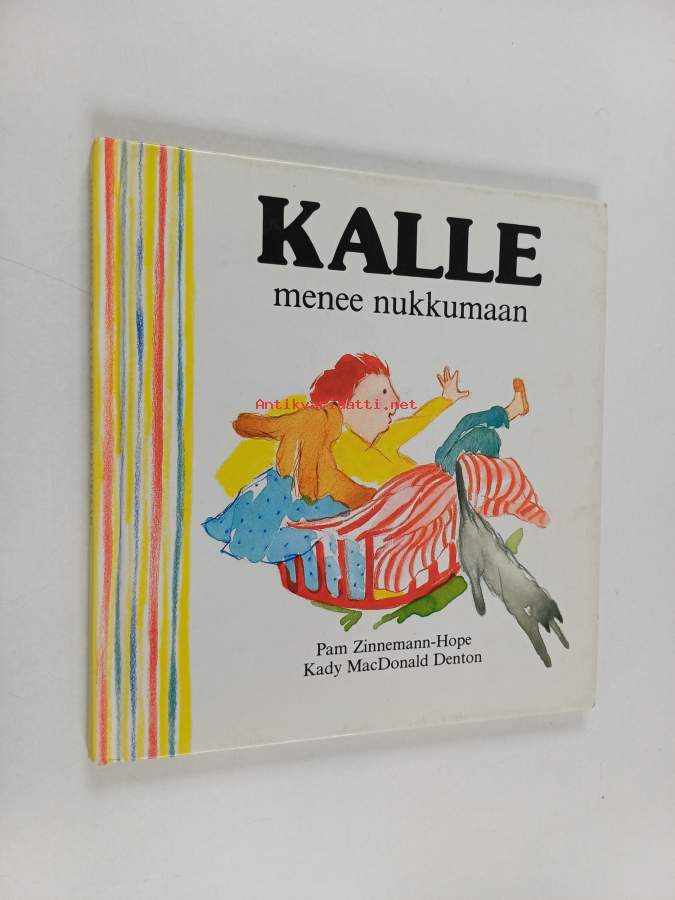 KALLE
menee nukkumaan
Antikvariaatti.net
Pam Zinnemann-Hope
Kady MacDonald Denton